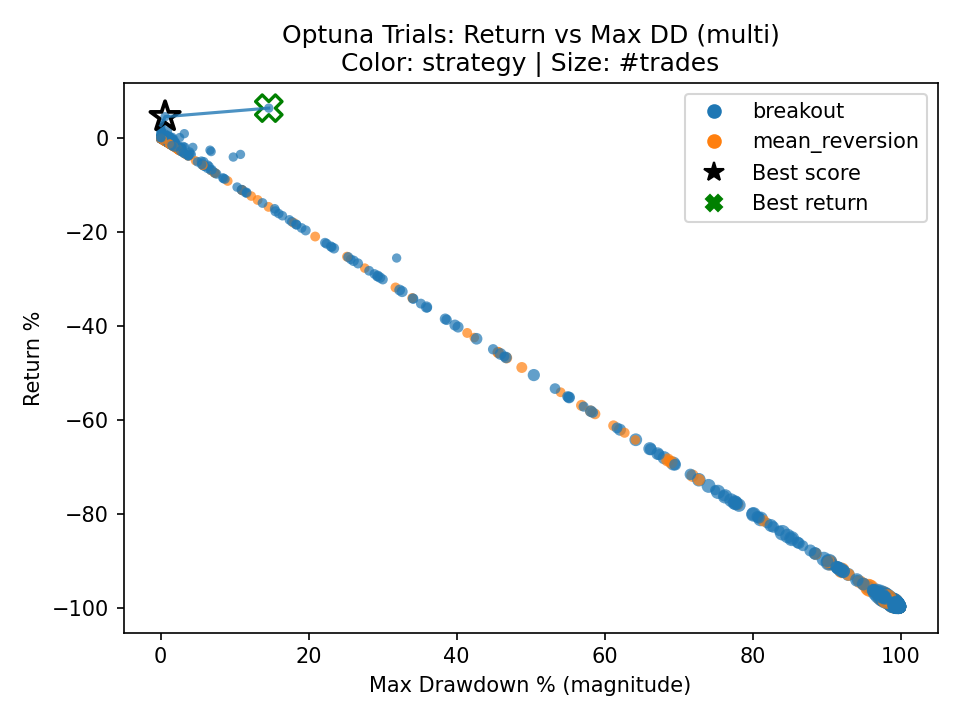 Optuna Trials: Return vs Max DD (multi)
Color: strategy | Size: #trades
breakout
mean_reversion
Best score
Best return
Return %
0
−20
−40
−60
−80
−100
0
20
40
60
80
100
Max Drawdown % (magnitude)